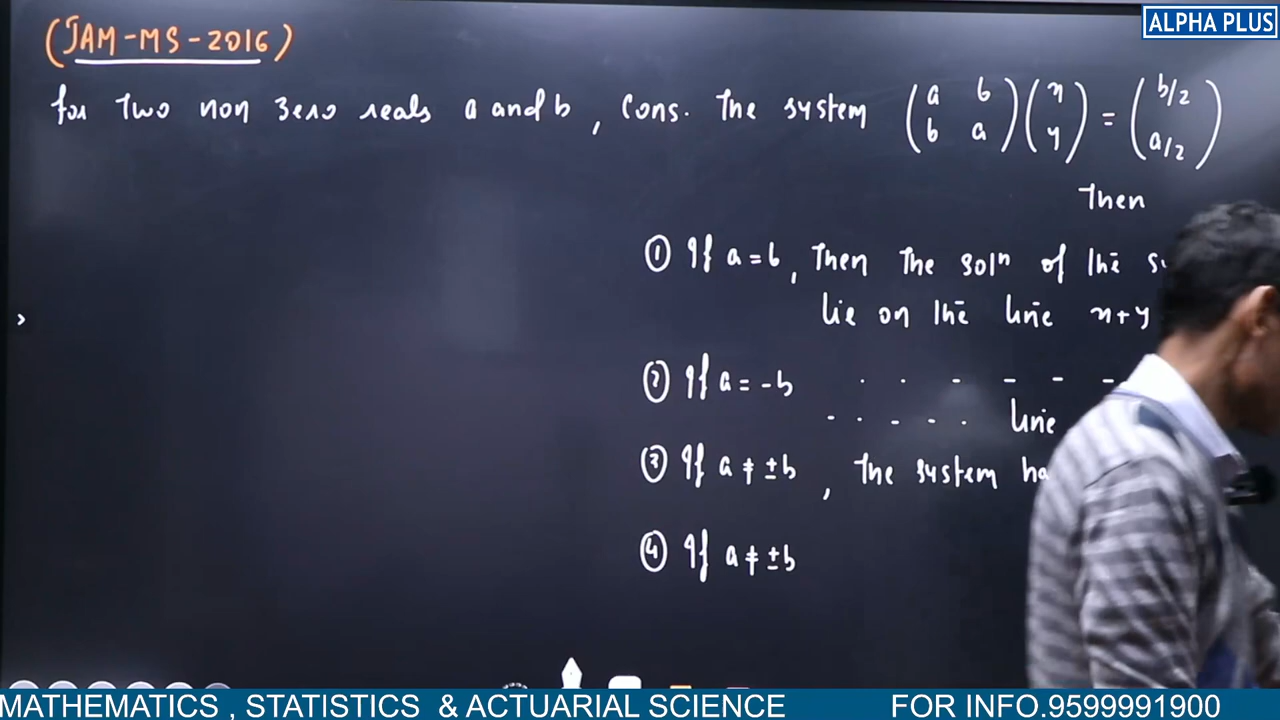 ALPHA PLUS
(JAM-MS-2016)
for Two non zero reals a and b, Cons. The system (a b; b a)(x; y) = (b/2; a/2)
Then
① If a = b, Then the solⁿ of the
lie on the line x+y
② If a = -b . . - - - -
- . - - . line
③ If a ≠ ±b, the system
④ If a ≠ ±b
MATHEMATICS , STATISTICS & ACTUARIAL SCIENCE FOR INFO.9599991900